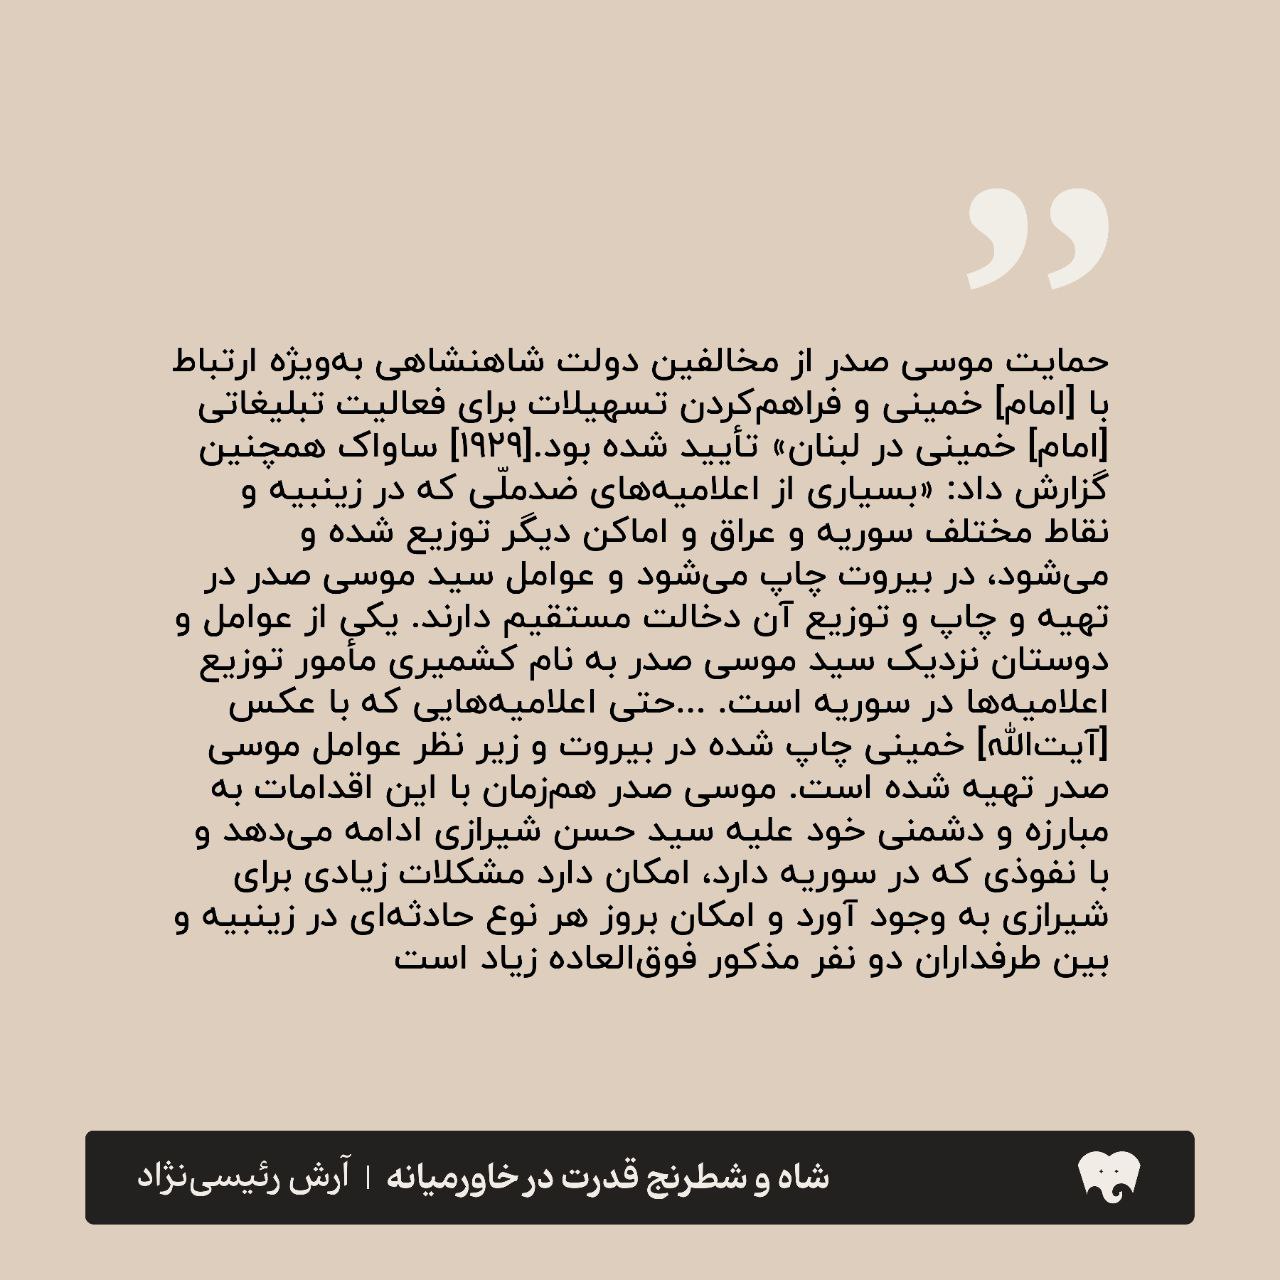 ”
حمایت موسی صدر از مخالفین دولت شاهنشاهی به‌ویژه ارتباط
با [امام] خمینی و فراهم‌کردن تسهیلات برای فعالیت تبلیغاتی
[امام] خمینی در لبنان» تأیید شده بود.[۱۹۲۹] ساواک همچنین
گزارش داد: «بسیاری از اعلامیه‌های ضدملّی که در زینبیه و
نقاط مختلف سوریه و عراق و اماکن دیگر توزیع شده و
می‌شود، در بیروت چاپ می‌شود و عوامل سید موسی صدر در
تهیه و چاپ و توزیع آن دخالت مستقیم دارند. یکی از عوامل و
دوستان نزدیک سید موسی صدر به نام کشمیری مأمور توزیع
اعلامیه‌ها در سوریه است. ...حتی اعلامیه‌هایی که با عکس
[آیت‌الله] خمینی چاپ شده در بیروت و زیر نظر عوامل موسی
صدر تهیه شده است. موسی صدر هم‌زمان با این اقدامات به
مبارزه و دشمنی خود علیه سید حسن شیرازی ادامه می‌دهد و
با نفوذی که در سوریه دارد، امکان دارد مشکلات زیادی برای
شیرازی به وجود آورد و امکان بروز هر نوع حادثه‌ای در زینبیه و
بین طرفداران دو نفر مذکور فوق‌العاده زیاد است
شاه و شطرنج قدرت در خاورمیانه | آرش رئیسی‌نژاد